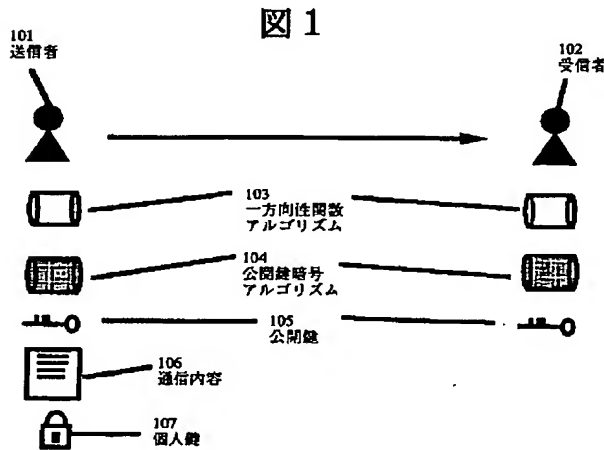 図1
101
送信者
102
受信者
103
一方向性関数
アルゴリズム
104
公開鍵暗号
アルゴリズム
105
公開鍵
106
通信内容
107
個人鍵